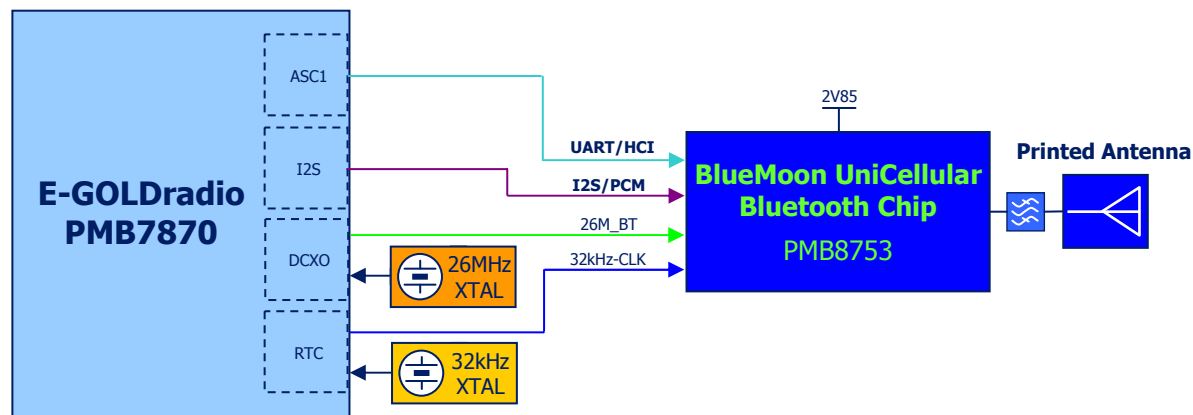 E-GOLDradio
PMB7870
ASC1
I2S
DCXO
RTC
26MHz
XTAL
32kHz
XTAL
UART/HCI
I2S/PCM
26M_BT
32kHz-CLK
2V85
BlueMoon UniCellular
Bluetooth Chip
PMB8753
Printed Antenna